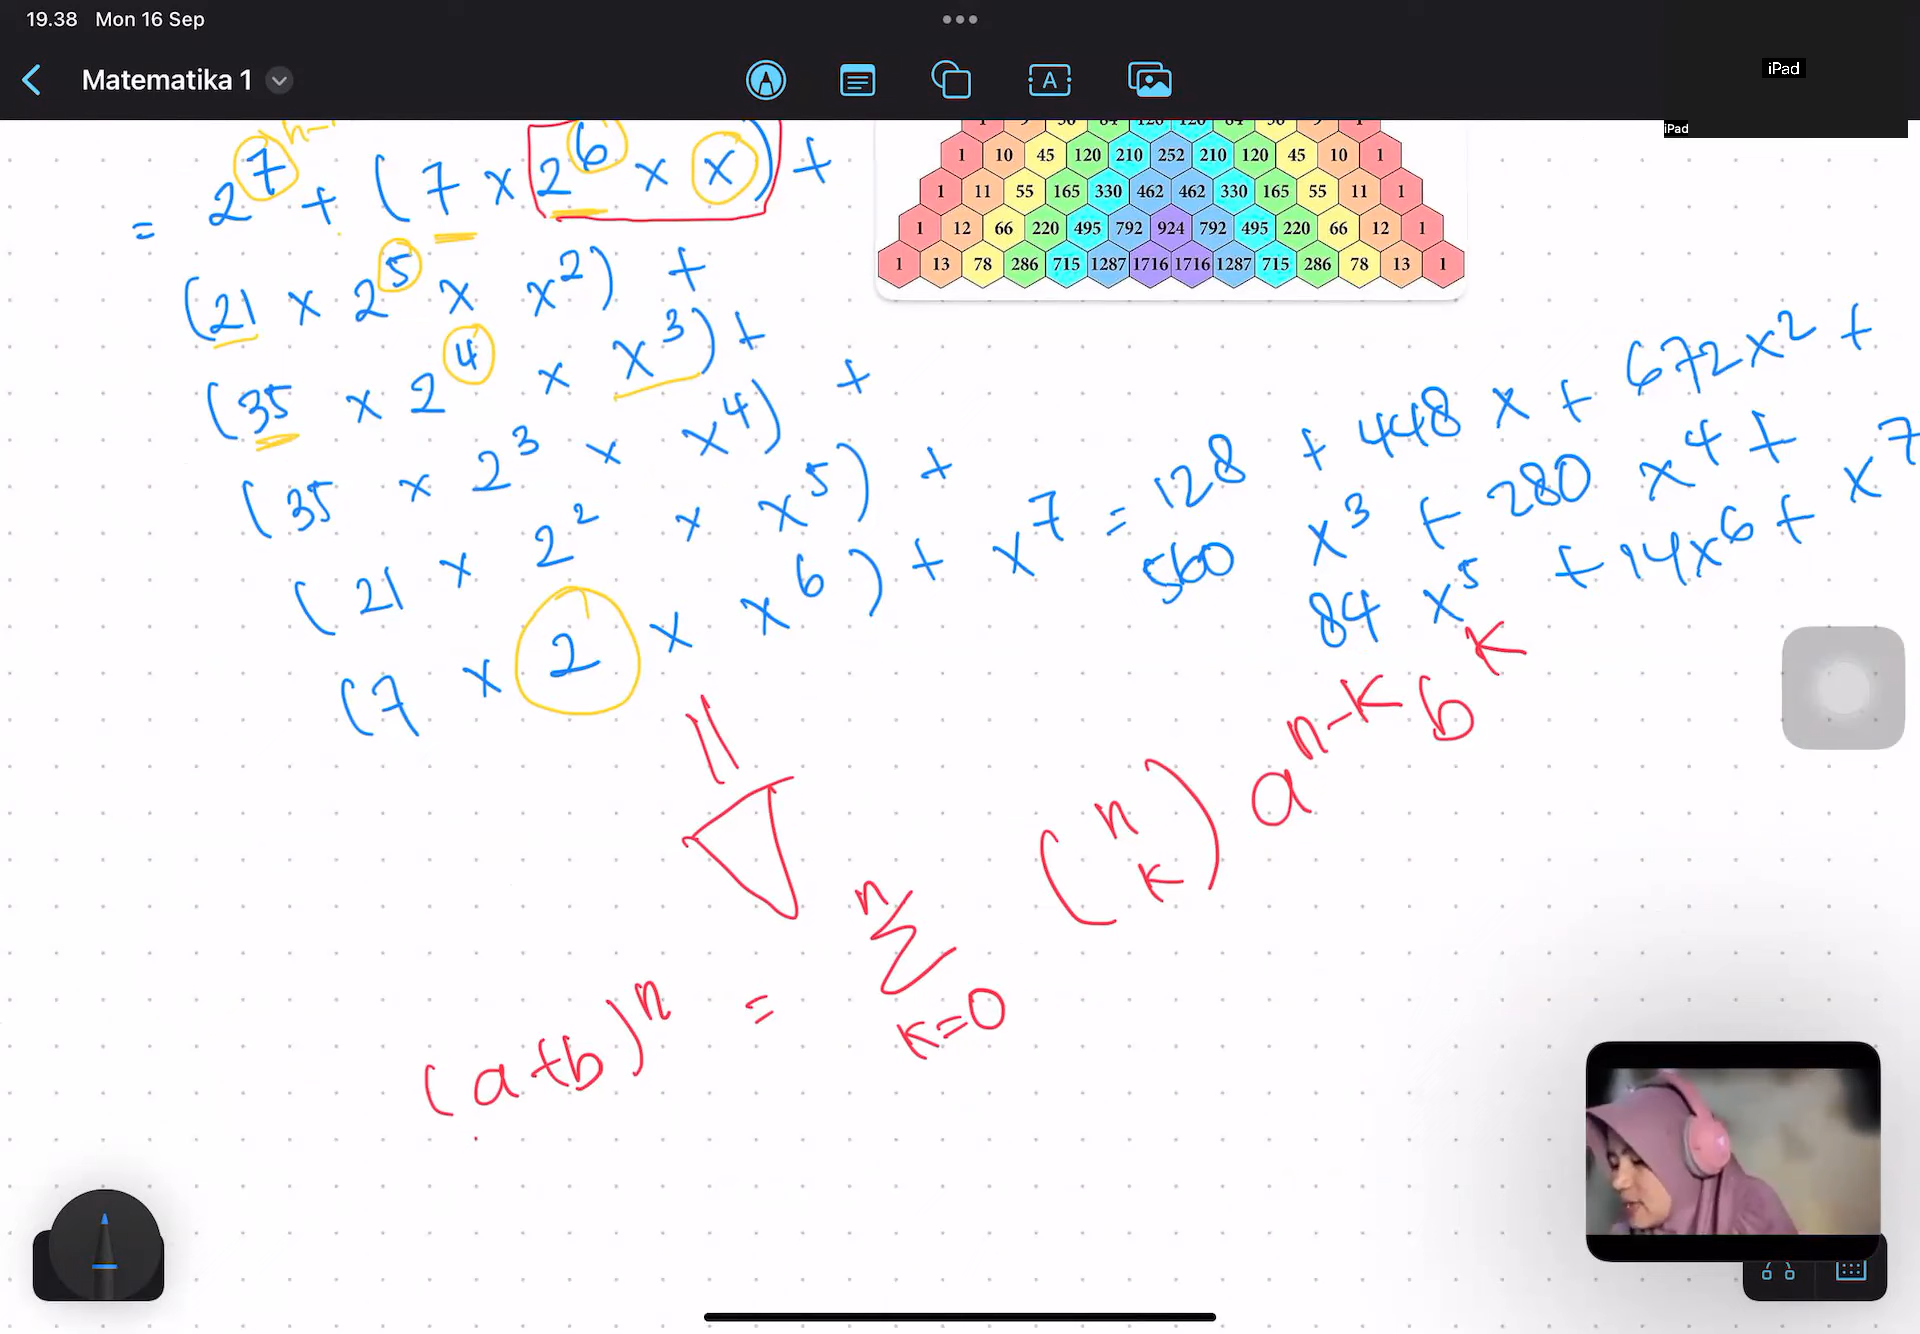 19.38 Mon 16 Sep
Matematika 1
iPad
iPad
= 2^7 + (7 × 2^6 × x) +
(21 × 2^5 × x^2) +
(35 × 2^4 × x^3) +
(35 × 2^3 × x^4) +
(21 × 2^2 × x^5) +
(7 × 2 × x^6) + x^7 = 128 + 448 x + 672x^2 +
560 x^3 + 280 x^4 +
84 x^5 + 14x^6 + x^7
1 10 45 120 210 252 210 120 45 10 1
1 11 55 165 330 462 462 330 165 55 11 1
1 12 66 220 495 792 924 792 495 220 66 12 1
1 13 78 286 715 1287 1716 1716 1287 715 286 78 13 1
(a+b)^n = n Σ k=0 (n k) a^n-k b^k